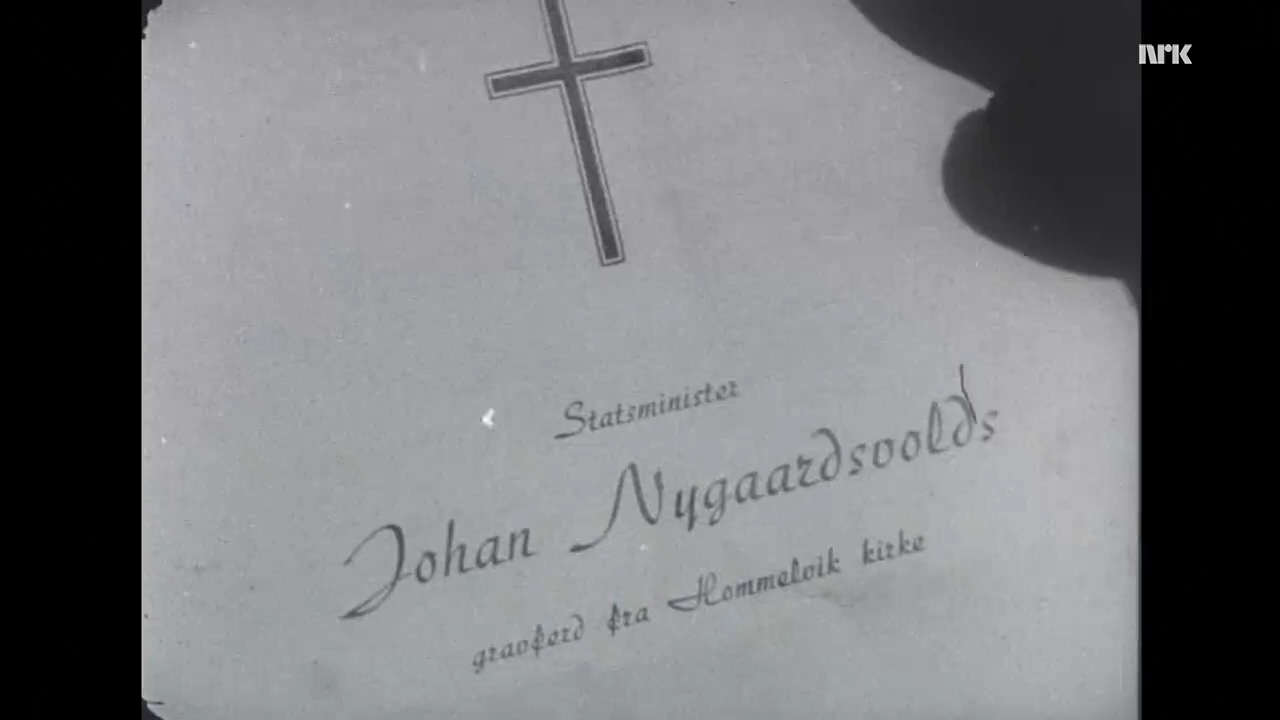 nrk
Statsminister
Johan Nygaardsvolds
gravferd fra Hommelvik kirke